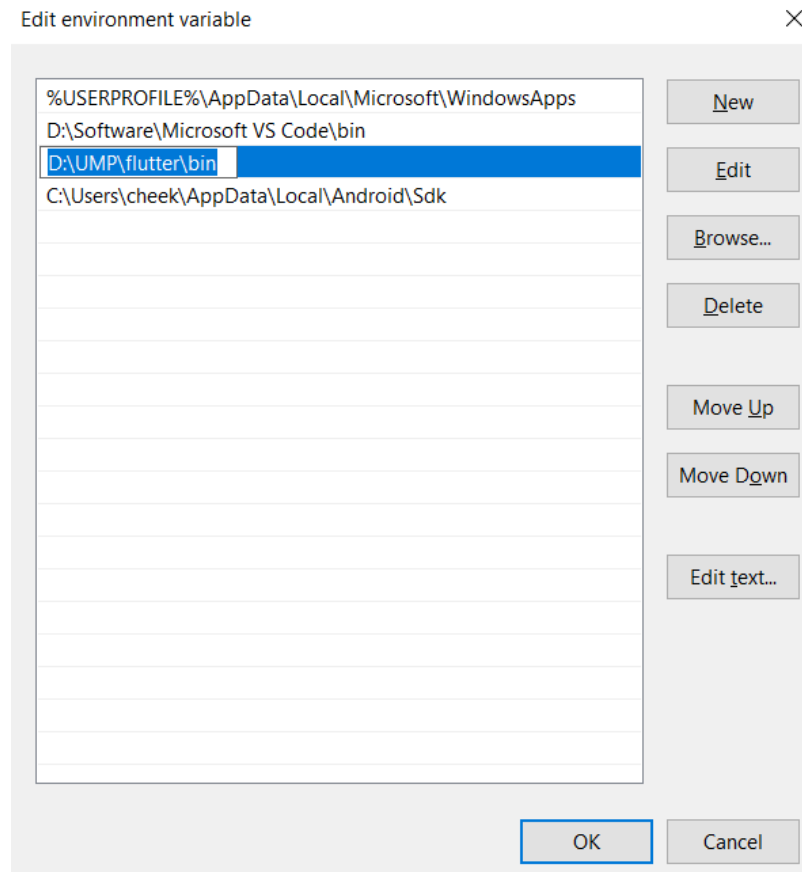 Edit environment variable
%USERPROFILE%\AppData\Local\Microsoft\WindowsApps
D:\Software\Microsoft VS Code\bin
D:\UMP\flutter\bin
C:\Users\cheek\AppData\Local\Android\Sdk
New
Edit
Browse...
Delete
Move Up
Move Down
Edit text...
OK
Cancel